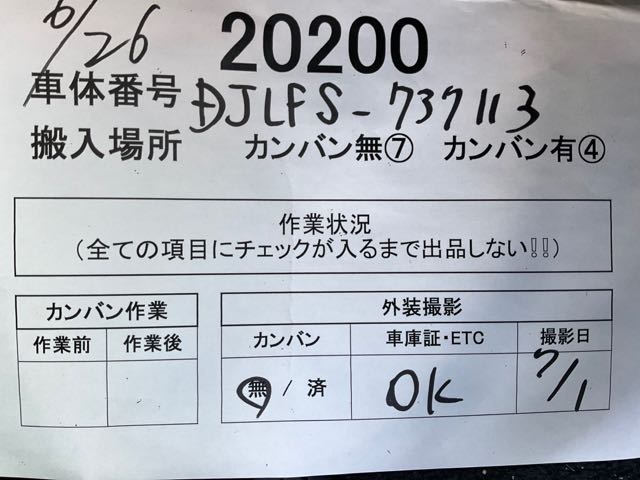 6/26 20200
車体番号 DJLFS-737113
搬入場所 カンバン無⑦ カンバン有④
作業状況
(全ての項目にチェックが入るまで出品しない!!)
カンバン作業 外装撮影
作業前 作業後 カンバン 車庫証・ETC 撮影日
無 / 済 OK 7/1